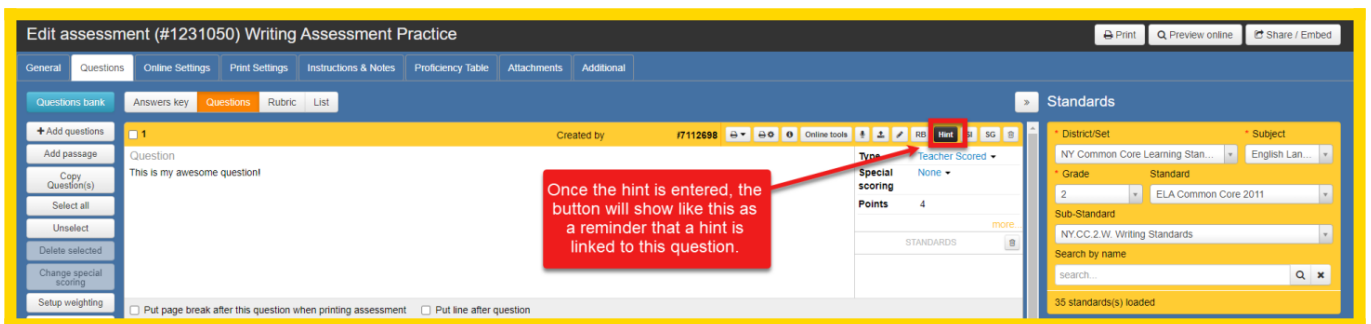 Edit assessment (#1231050) Writing Assessment Practice
Print
Preview online
Share / Embed
General
Questions
Online Settings
Print Settings
Instructions & Notes
Proficiency Table
Attachments
Additional
Questions bank
Answers key
Questions
Rubric
List
»
Standards
+ Add questions
Add passage
Copy
Question(s)
Select all
Unselect
Delete selected
Change special
scoring
Setup weighting
1
Created by
#7112698
Online tools
RB
Hint
SG
Question
This is my awesome question!
Type
Teacher Scored
Special
scoring
None
Points
4
more
STANDARDS
Once the hint is entered, the
button will show like this as
a reminder that a hint is
linked to this question.
Put page break after this question when printing assessment
Put line after question
* District/Set
* Subject
NY Common Core Learning Stan...
English Lan...
* Grade
Standard
2
ELA Common Core 2011
Sub-Standard
NY.CC.2.W. Writing Standards
Search by name
search...
35 standards(s) loaded